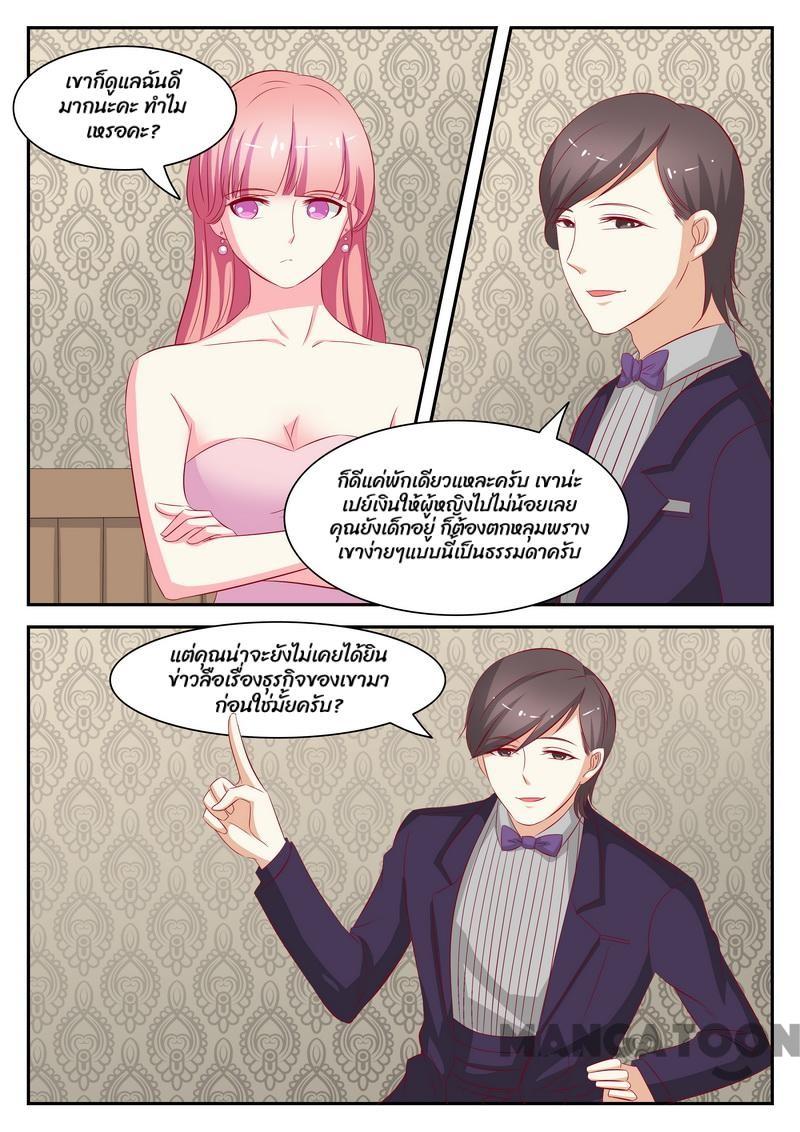 เขาก็ดูแลฉันดี
มากนะคะ ทำไม
เหรอคะ?
ก็ดีแค่พักเดียวแหละครับ เขาน่ะ
เปย์เงินให้ผู้หญิงไปไม่น้อยเลย
คุณยังเด็กอยู่ ก็ต้องตกหลุมพราง
เขาง่ายๆแบบนี้เป็นธรรมดาครับ
แต่คุณน่าจะยังไม่เคยได้ยิน
ข่าวลือเรื่องธุรกิจของเขามา
ก่อนใช่มั้ยครับ?
MANGATOON